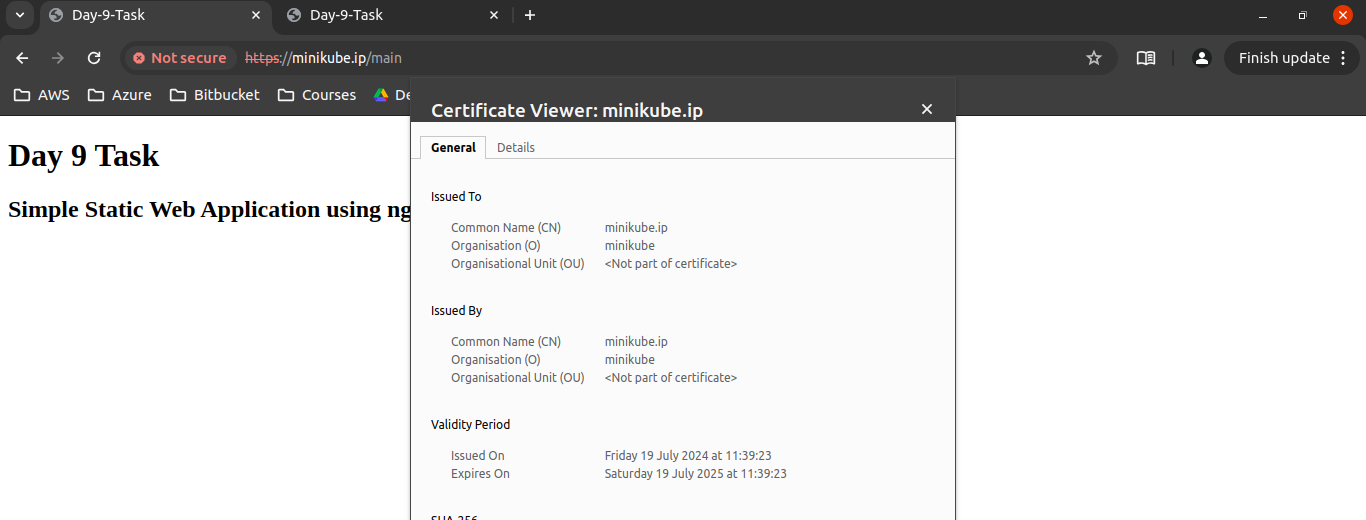 Day-9-Task
Day-9-Task
Not secure
https://minikube.ip/main
Finish update
AWS
Azure
Bitbucket
Courses
De
Certificate Viewer: minikube.ip
General
Details
Day 9 Task
Simple Static Web Application using ng
Issued To
Common Name (CN) minikube.ip
Organisation (O) minikube
Organisational Unit (OU) <Not part of certificate>
Issued By
Common Name (CN) minikube.ip
Organisation (O) minikube
Organisational Unit (OU) <Not part of certificate>
Validity Period
Issued On Friday 19 July 2024 at 11:39:23
Expires On Saturday 19 July 2025 at 11:39:23
SHA-256